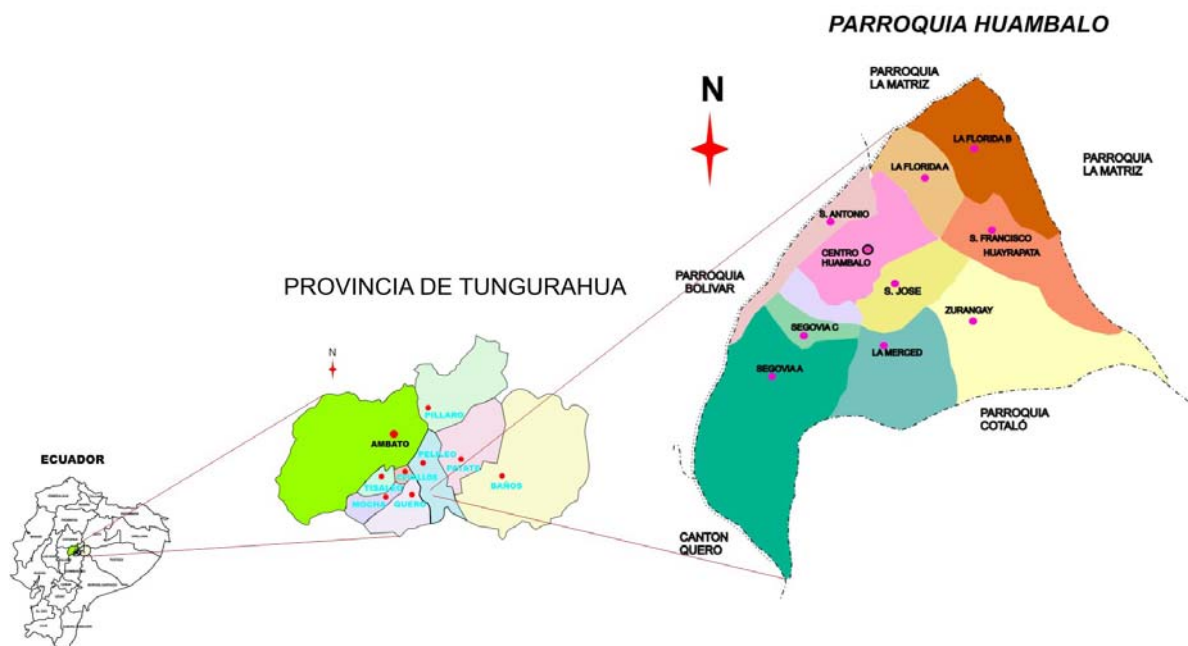 PARROQUIA HUAMBALO
PARROQUIA
LA MATRIZ
N
LA FLORIDA B
PARROQUIA
LA MATRIZ
LA FLORIDA A
S. ANTONIO
S. FRANCISCO
HUAYRAPATA
CENTRO
HUAMBALO
PARROQUIA
BOLIVAR
S. JOSE
ZURANGAY
SEGOVIA C
LA MERCED
SEGOVIA A
PARROQUIA
COTALÓ
CANTON
QUERO
PROVINCIA DE TUNGURAHUA
N
PILLARO
AMBATO
PELILEO
PATATE
CEVALLOS
TISALEO
BAÑOS
MOCHA
QUERO
ECUADOR